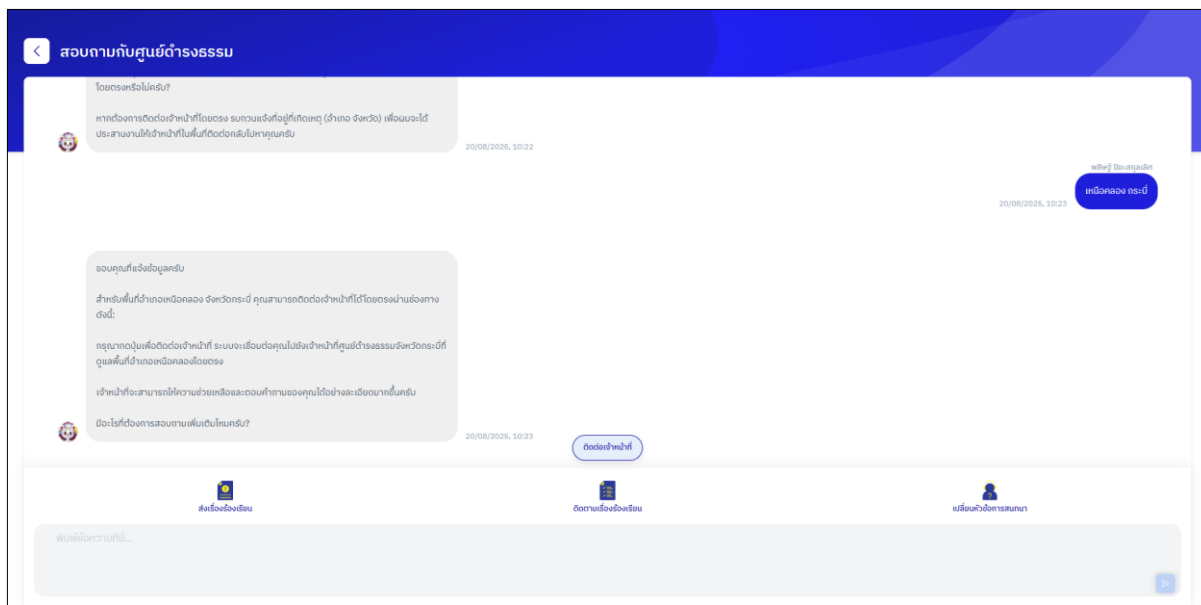 สอบถามกับศูนย์ดำรงธรรม
โดยตรงหรือไม่ครับ?
หากต้องการติดต่อเจ้าหน้าที่โดยตรง รบกวนแจ้งที่อยู่ที่เกิดเหตุ (อำเภอ จังหวัด) เพื่อผมจะได้
ประสานงานให้เจ้าหน้าที่ในพื้นที่ติดต่อกลับไปหาคุณครับ
20/08/2025, 10:22
เหนือคลอง กระบี่
20/08/2025, 10:23
ขอบคุณที่แจ้งข้อมูลครับ
สำหรับพื้นที่อำเภอเหนือคลอง จังหวัดกระบี่ คุณสามารถติดต่อเจ้าหน้าที่ได้โดยตรงผ่านช่องทาง
ดังนี้:
กรุณากดปุ่มเพื่อติดต่อเจ้าหน้าที่ ระบบจะเชื่อมต่อคุณไปยังเจ้าหน้าที่ศูนย์ดำรงธรรมจังหวัดกระบี่ที่
ดูแลพื้นที่อำเภอเหนือคลองโดยตรง
เจ้าหน้าที่จะสามารถให้ความช่วยเหลือและตอบคำถามของคุณได้อย่างละเอียดมากขึ้นครับ
มีอะไรที่ต้องการสอบถามเพิ่มเติมไหมครับ?
20/08/2025, 10:23
ติดต่อเจ้าหน้าที่
ส่งเรื่องร้องเรียน
ติดตามเรื่องร้องเรียน
เปลี่ยนหัวข้อการสนทนา
พิมพ์ข้อความที่นี่...